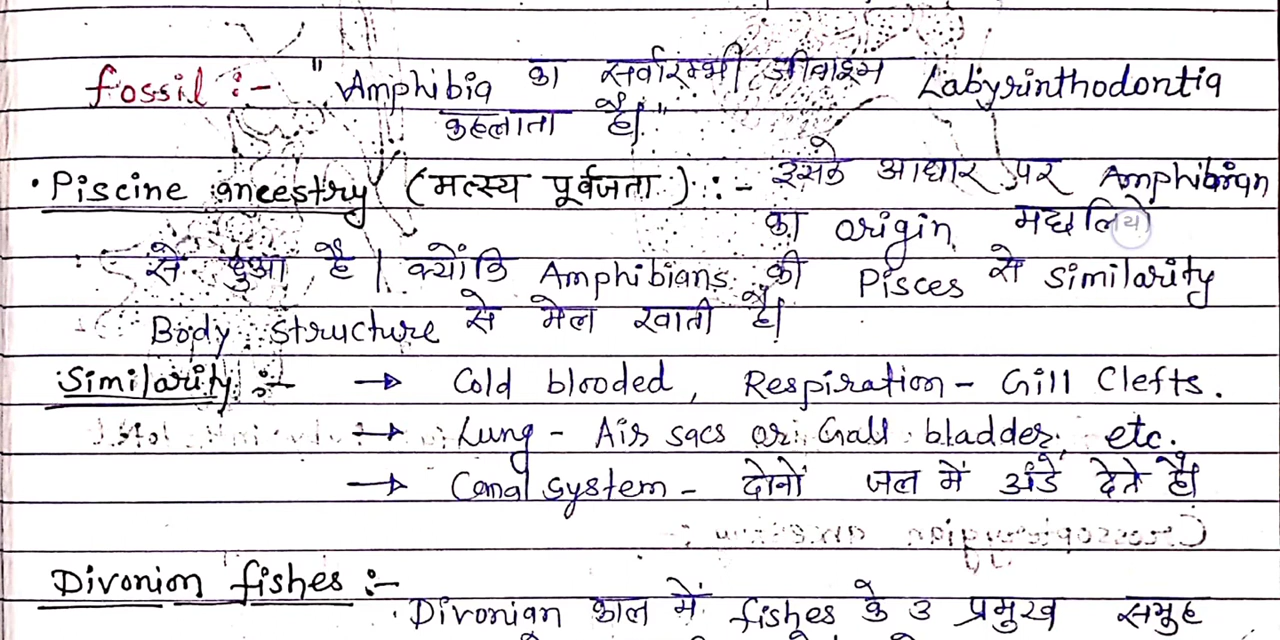 fossil :- "Amphibia का सर्वारम्भी जीवाश्म Labyrinthodontia
कहलाता है।"
• Piscine ancestry (मत्स्य पूर्वजता) :- इसके आधार पर Amphibian
का origin मछलियों
से हुआ है। क्योंकि Amphibians की Pisces से similarity
Body structure से मेल खाती है।
Similarity :- → Cold blooded, Respiration - Gill Clefts.
→ Lung - Air sacs or Gall bladder etc.
→ Canal system - दोनों जल में अंडे देते है।
Divonion fishes :-
• Divonian काल में fishes के 3 प्रमुख समुह